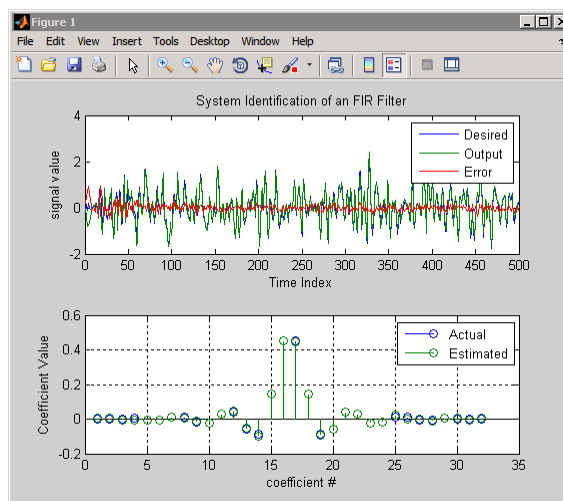 Figure 1
File Edit View Insert Tools Desktop Window Help
System Identification of an FIR Filter
4
2
0
-2
signal value
Desired
Output
Error
0 50 100 150 200 250 300 350 400 450 500
Time Index
0.6
0.4
0.2
0
-0.2
Coefficient Value
Actual
Estimated
0 5 10 15 20 25 30 35
coefficient #